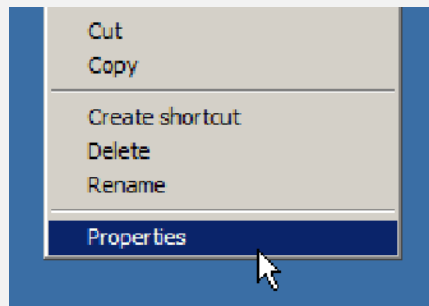 Cut
Copy
Create shortcut
Delete
Rename
Properties